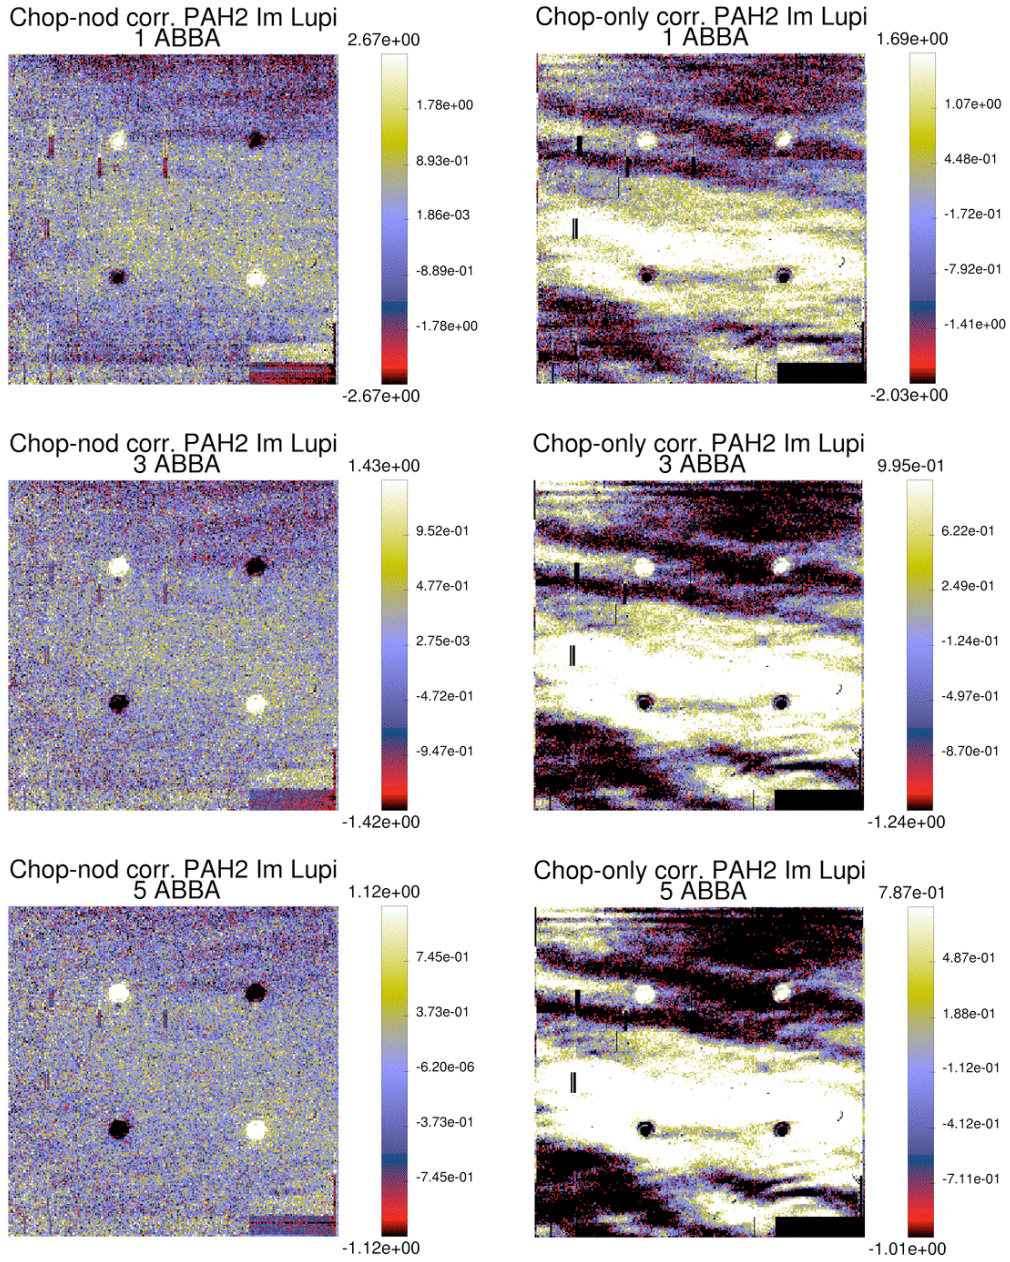 Chop-nod corr. PAH2 Im Lupi
1 ABBA
2.67e+00
1.78e+00
8.93e-01
1.86e-03
-8.89e-01
-1.78e+00
-2.67e+00
Chop-only corr. PAH2 Im Lupi
1 ABBA
1.69e+00
1.07e+00
4.48e-01
-1.72e-01
-7.92e-01
-1.41e+00
-2.03e+00
Chop-nod corr. PAH2 Im Lupi
3 ABBA
1.43e+00
9.52e-01
4.77e-01
2.75e-03
-4.72e-01
-9.47e-01
-1.42e+00
Chop-only corr. PAH2 Im Lupi
3 ABBA
9.95e-01
6.22e-01
2.49e-01
-1.24e-01
-4.97e-01
-8.70e-01
-1.24e+00
Chop-nod corr. PAH2 Im Lupi
5 ABBA
1.12e+00
7.45e-01
3.73e-01
-6.20e-06
-3.73e-01
-7.45e-01
-1.12e+00
Chop-only corr. PAH2 Im Lupi
5 ABBA
7.87e-01
4.87e-01
1.88e-01
-1.12e-01
-4.12e-01
-7.11e-01
-1.01e+00